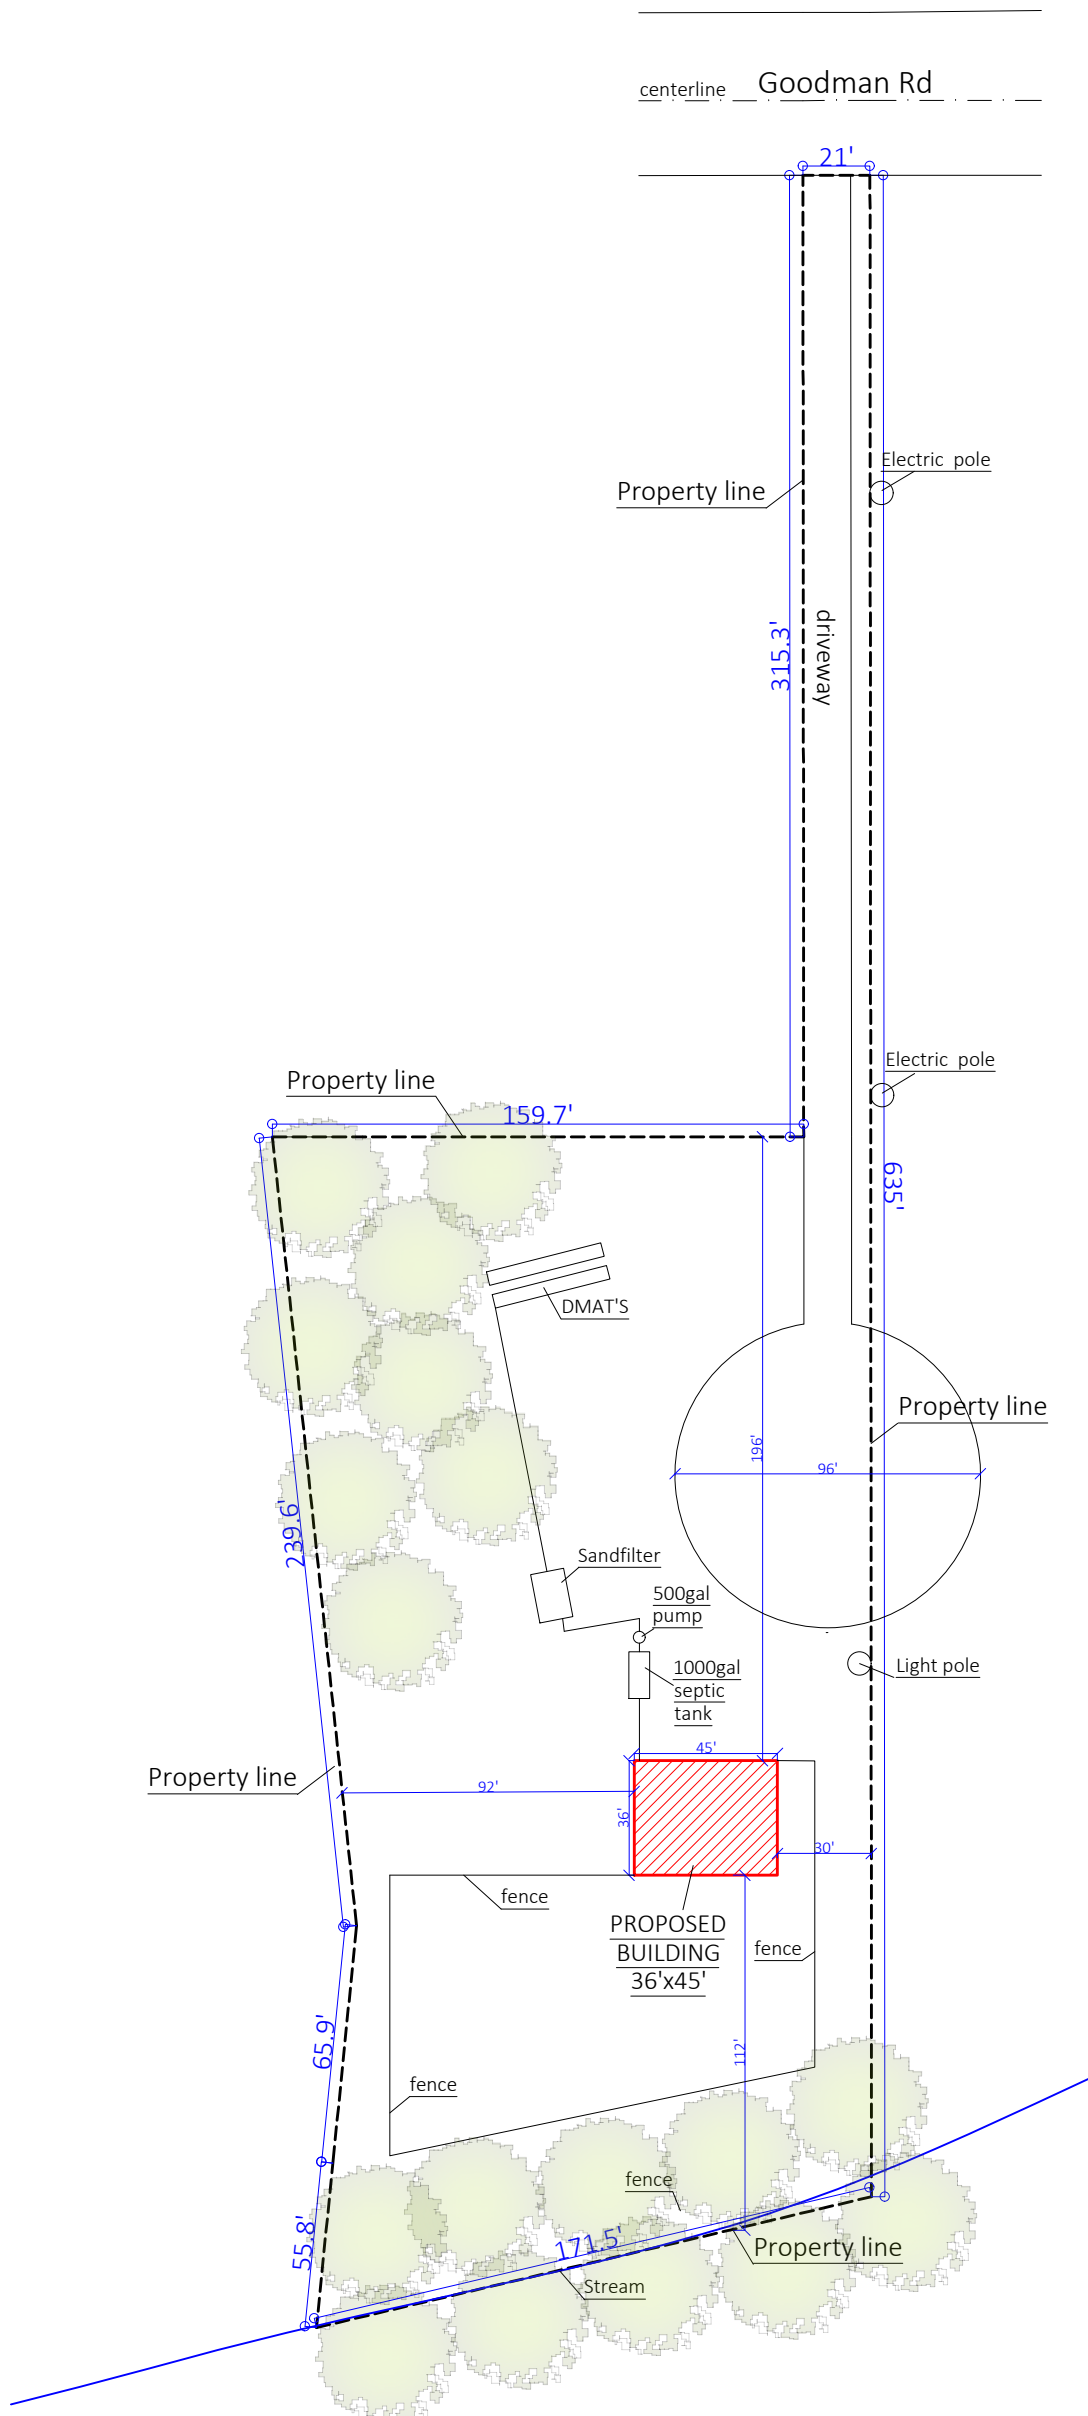 centerline
Goodman Rd
21'
Electric pole
Property line
315.3'
driveway
Electric pole
Property line
159.7'
635'
DMAT'S
Property line
196'
96'
239.6'
Sandfilter
500gal
pump
Light pole
1000gal
septic
tank
45'
Property line
92'
36'
30'
fence
PROPOSED
BUILDING
36'x45'
fence
65.9'
112'
fence
fence
55.8'
171.5'
Property line
Stream